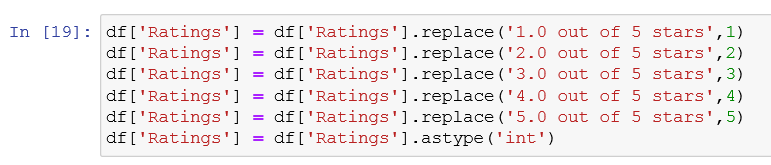 In [19]: df['Ratings'] = df['Ratings'].replace('1.0 out of 5 stars',1)
df['Ratings'] = df['Ratings'].replace('2.0 out of 5 stars',2)
df['Ratings'] = df['Ratings'].replace('3.0 out of 5 stars',3)
df['Ratings'] = df['Ratings'].replace('4.0 out of 5 stars',4)
df['Ratings'] = df['Ratings'].replace('5.0 out of 5 stars',5)
df['Ratings'] = df['Ratings'].astype('int')